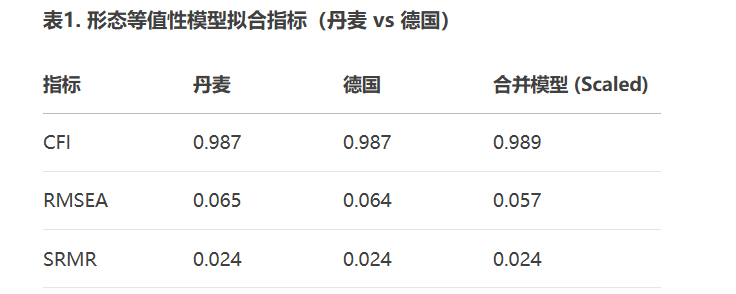 表1. 形态等值性模型拟合指标（丹麦 vs 德国）
指标 丹麦 德国 合并模型 (Scaled)
CFI 0.987 0.987 0.989
RMSEA 0.065 0.064 0.057
SRMR 0.024 0.024 0.024